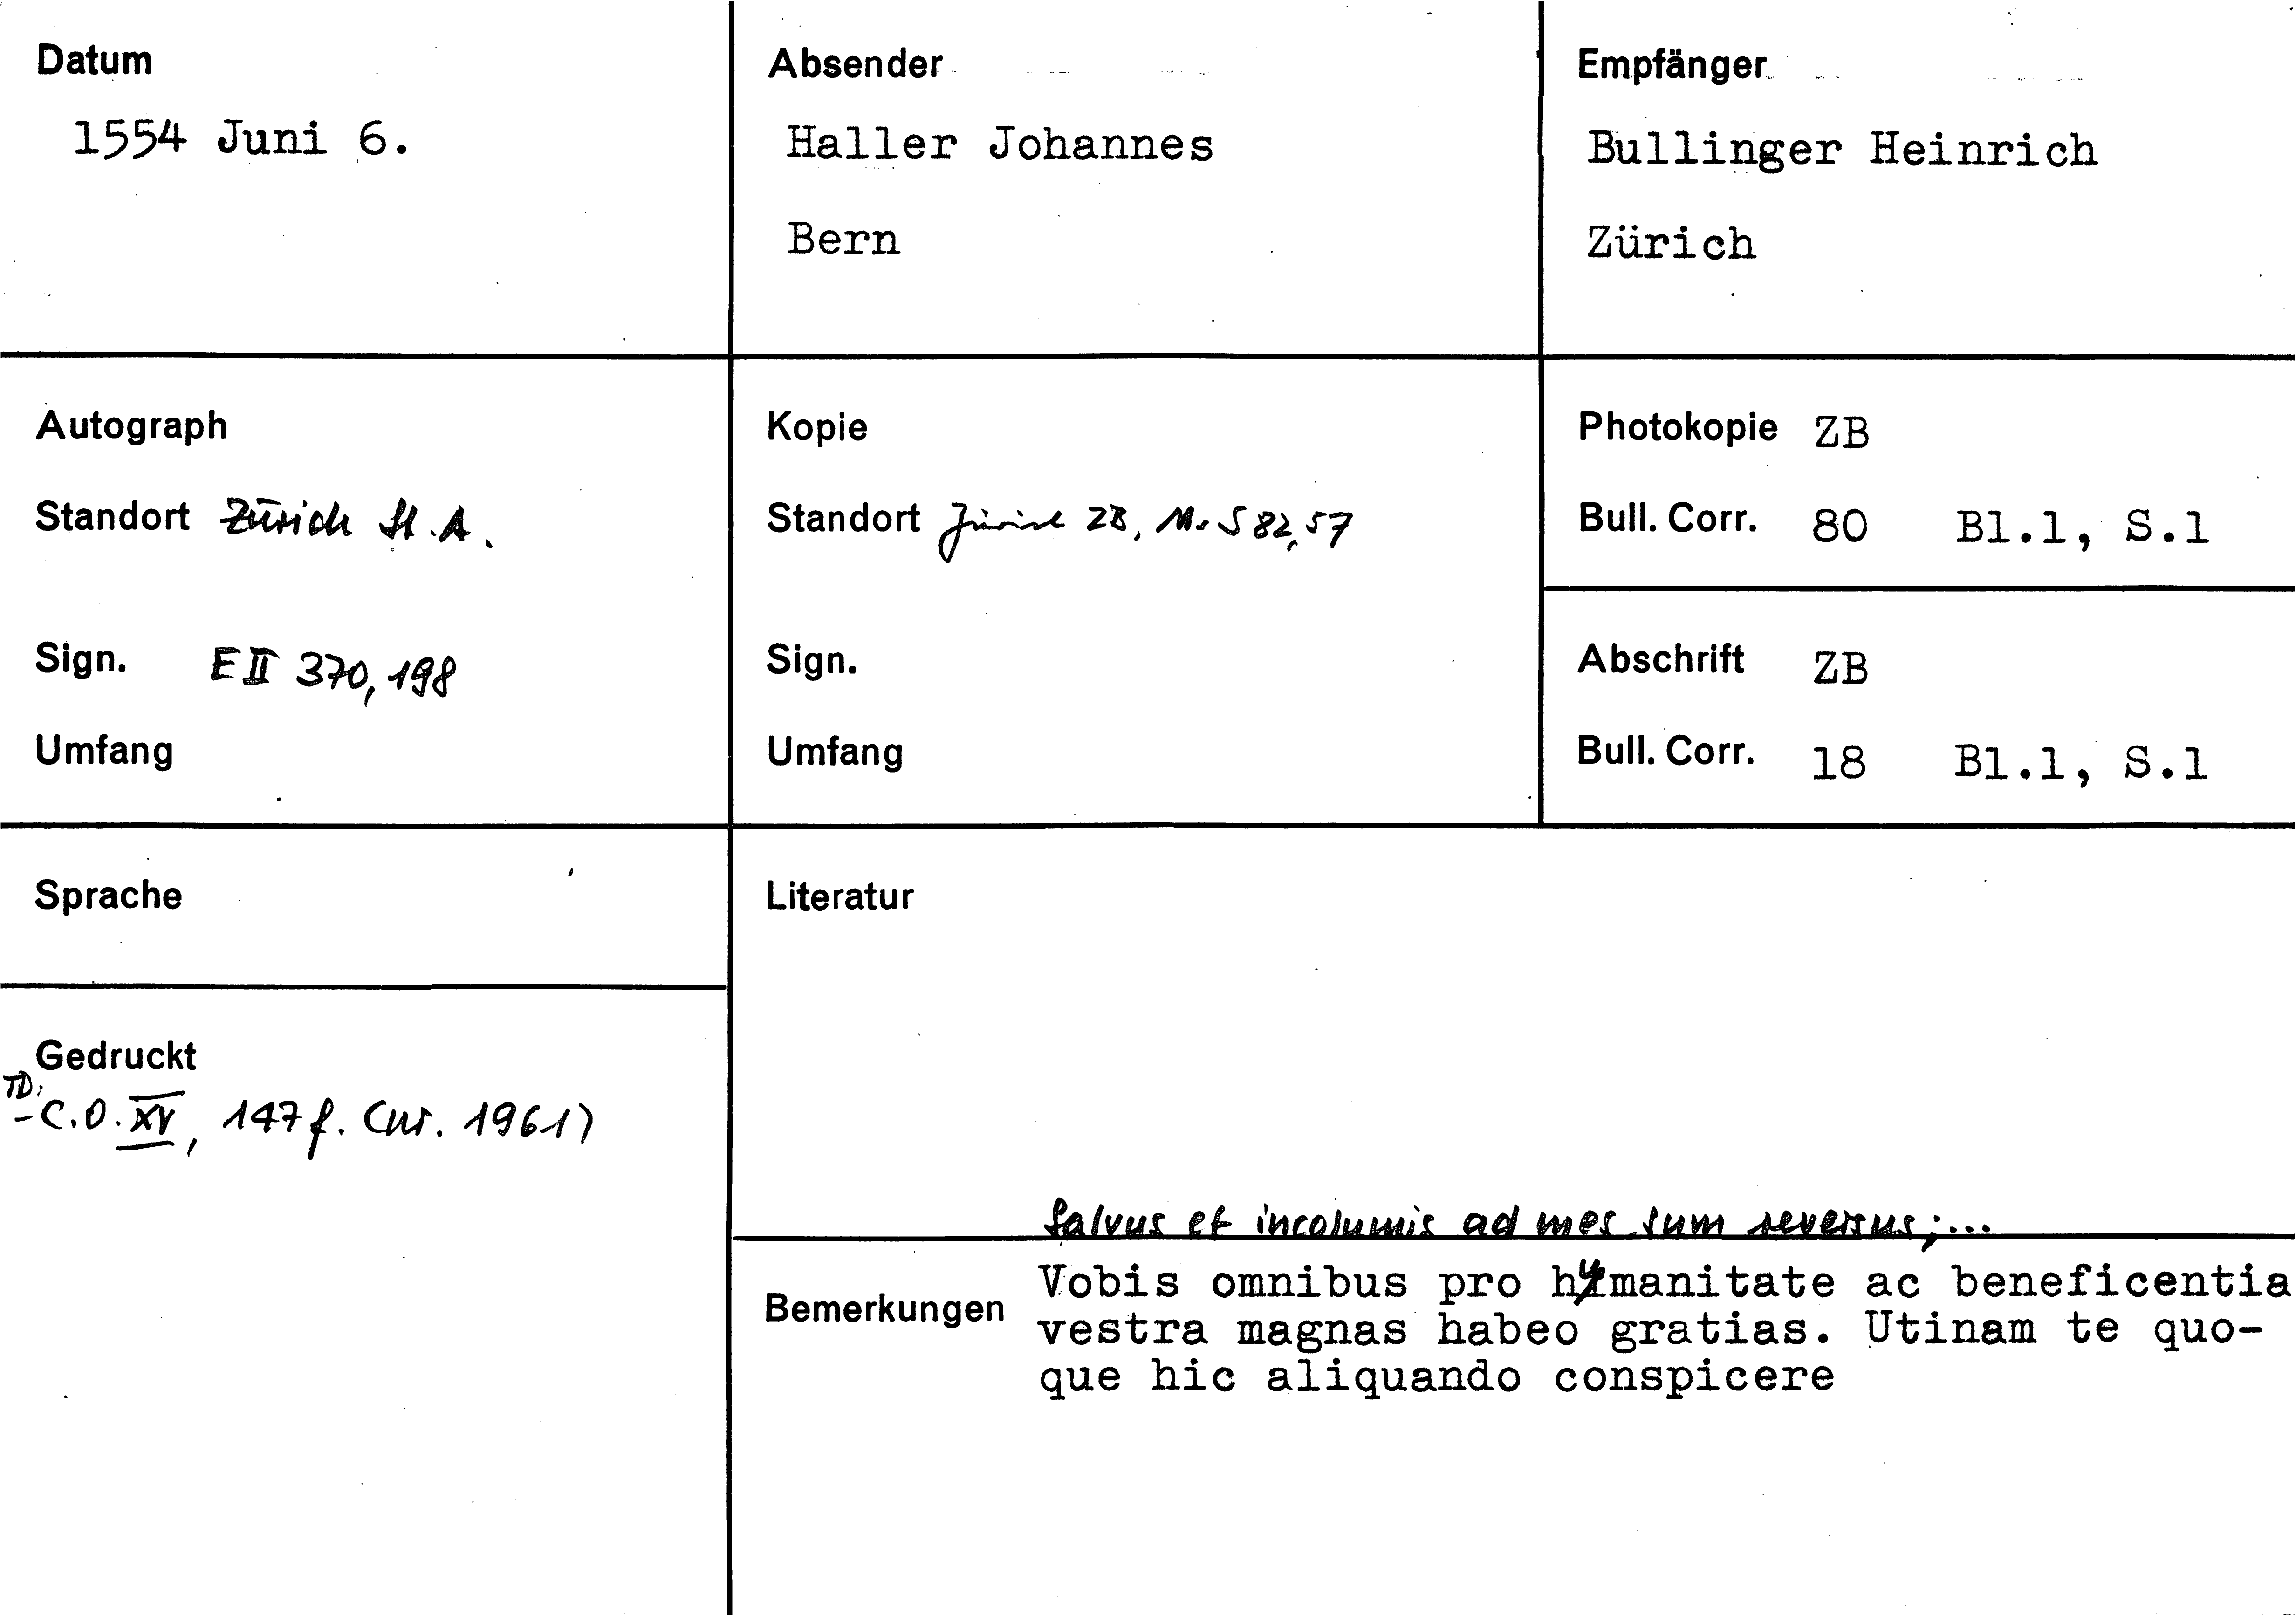 Datum
1554 Juni 6.
Absender
Haller Johannes
Bern
Empfänger
Bullinger Heinrich
Zürich
Autograph
Standort Zürich St.A.
Sign. E II 370, 198
Umfang
Kopie
Standort Zürich ZB, Ms S 82, 57
Sign.
Umfang
Photokopie ZB
Bull. Corr. 80 Bl.1, S.1
Abschrift ZB
Bull. Corr. 18 Bl.1, S.1
Sprache
Gedruckt
TD:
- C.O. XV, 147 f. (nr. 1961)
Literatur
Salvus et incolumis ad meos sum reversus; ...
Bemerkungen
Vobis omnibus pro humanitate ac beneficentia
vestra magnas habeo gratias. Utinam te quo-
que hic aliquando conspicere